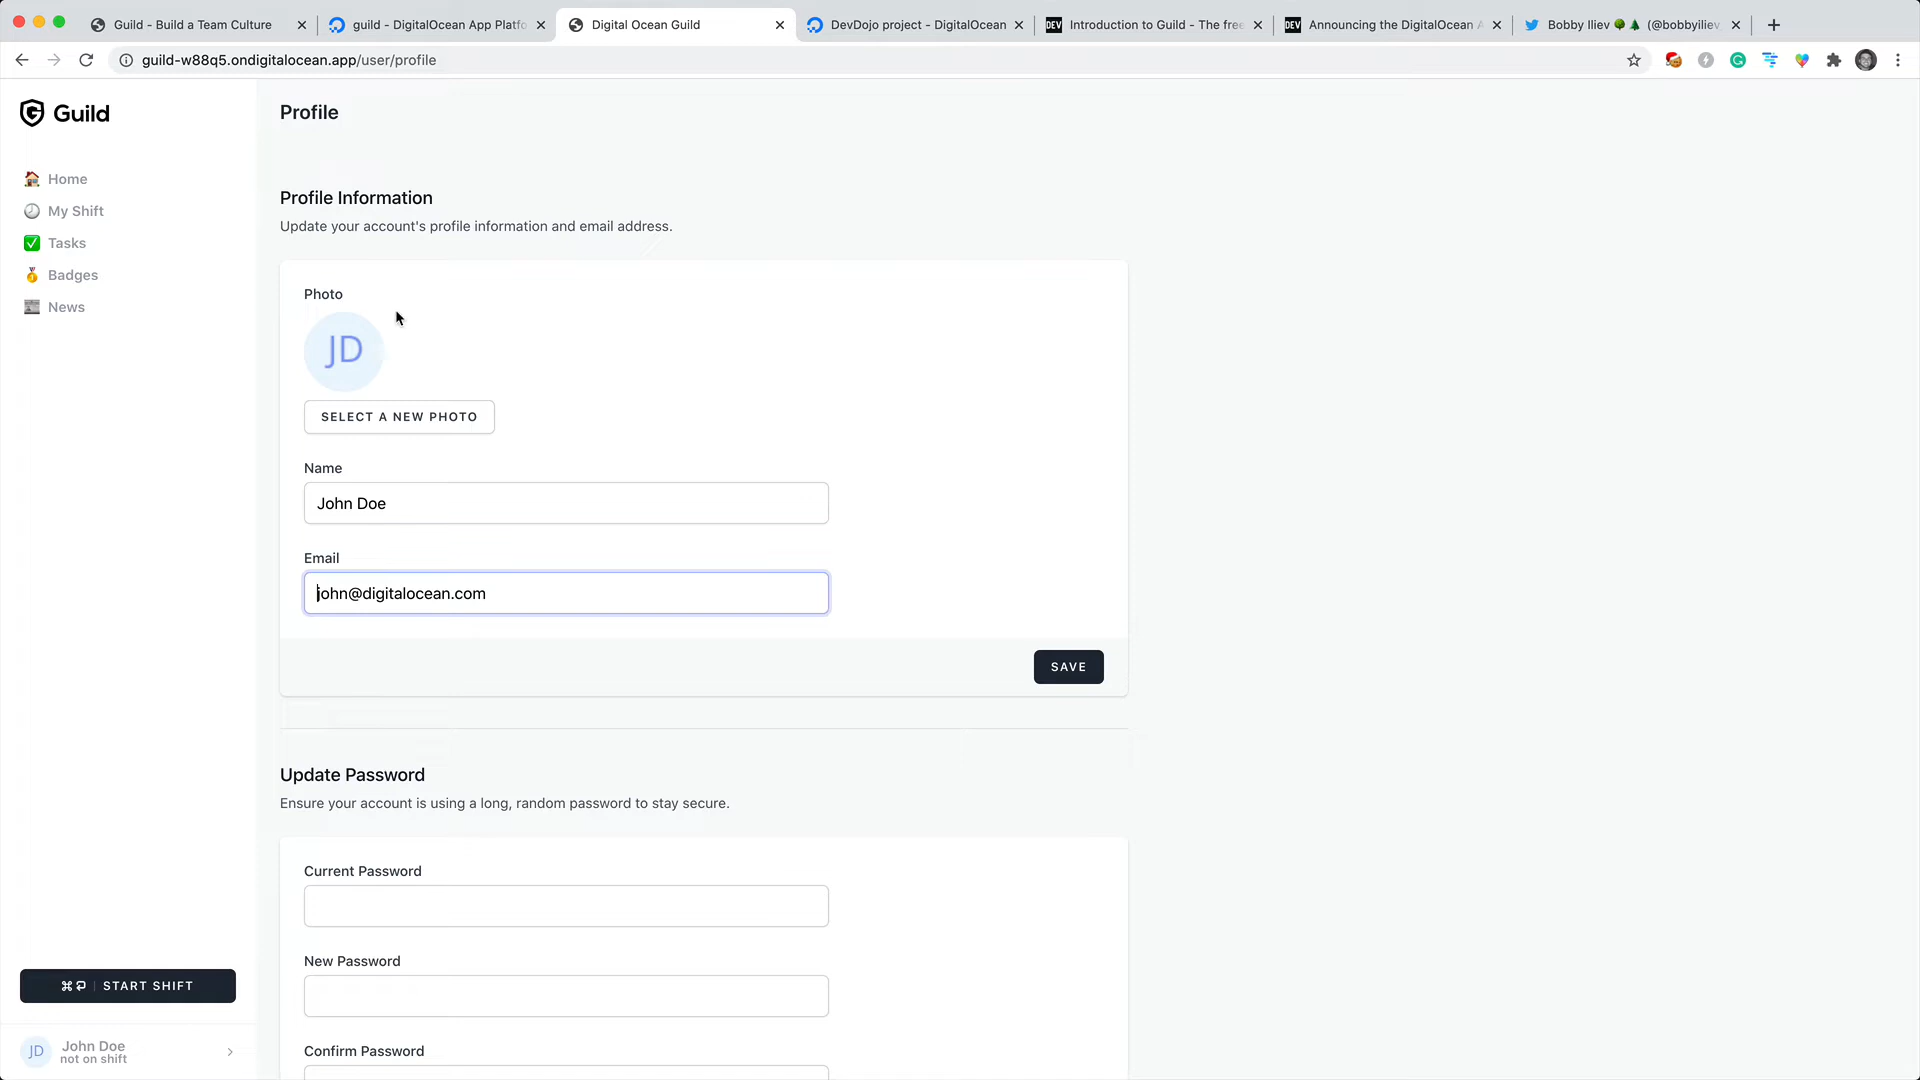 Guild - Build a Team Culture
guild - DigitalOcean App Platfo
Digital Ocean Guild
DevDojo project - DigitalOcean
DEV Introduction to Guild - The free
DEV Announcing the DigitalOcean A
Bobby Iliev 🌳🌲 (@bobbyiliev
guild-w88q5.ondigitalocean.app/user/profile
Guild
Home
My Shift
Tasks
Badges
News
Profile
Profile Information
Update your account's profile information and email address.
Photo
JD
SELECT A NEW PHOTO
Name
John Doe
Email
john@digitalocean.com
SAVE
Update Password
Ensure your account is using a long, random password to stay secure.
Current Password
New Password
Confirm Password
⌘ START SHIFT
JD
John Doe
not on shift